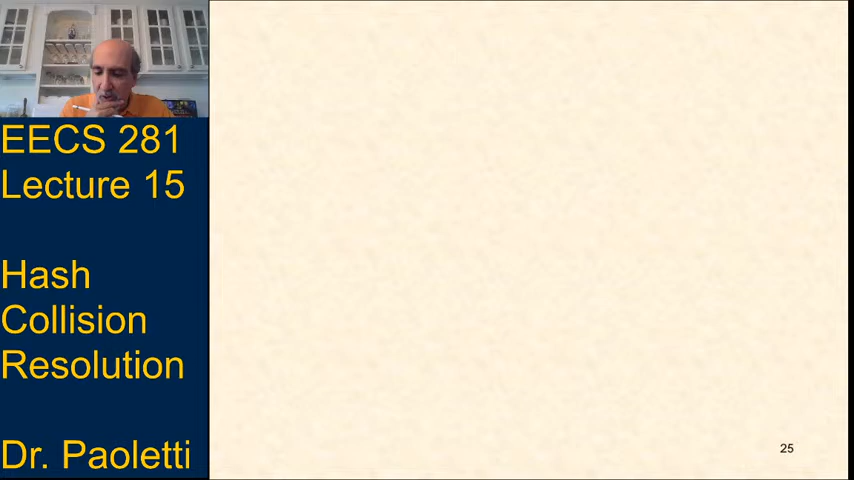 EECS 281
Lecture 15
Hash
Collision
Resolution
Dr. Paoletti
25